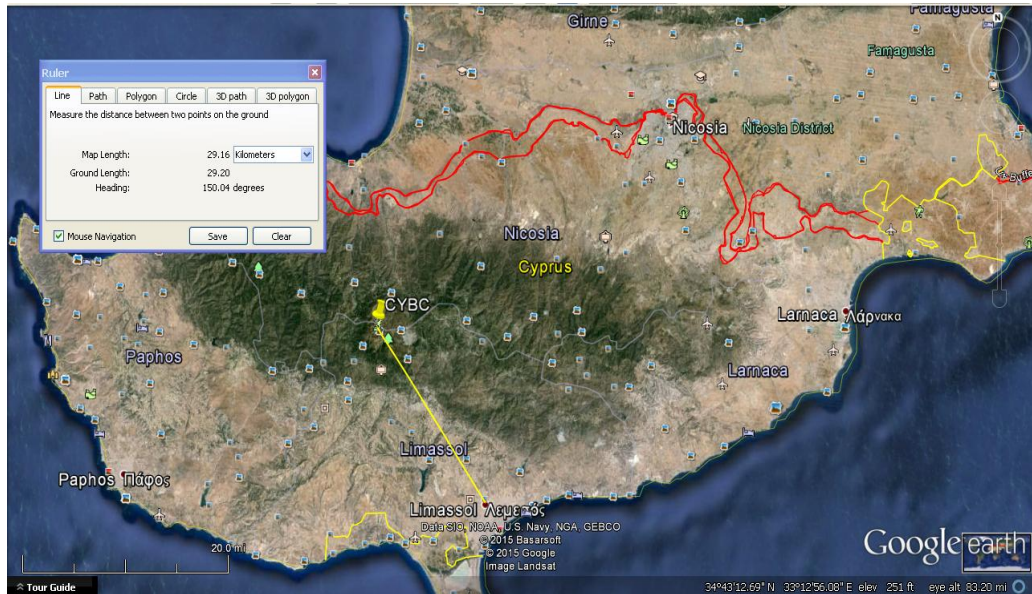 Girne
Famagusta
N
Famagusta
Ruler
Line Path Polygon Circle 3D path 3D polygon
Measure the distance between two points on the ground
Map Length: 29.16 Kilometers
Ground Length: 29.20
Heading: 150.04 degrees
Mouse Navigation Save Clear
Nicosia Nicosia District
Nicosia
Cyprus
CYBC
Larnaca Λάρνακα
Paphos
Larnaca
Limassol
Paphos Πάφος
Limassol Λεμεσός
Data SIO, NOAA, U.S. Navy, NGA, GEBCO
© 2015 Basarsoft
© 2015 Google
Image Landsat
20.0 mi
Google earth
Tour Guide
34°43'12.69" N 33°12'56.08" E elev 251 ft eye alt 83.20 mi